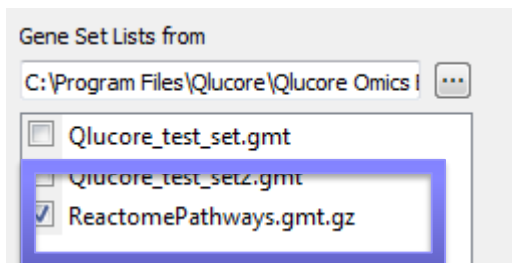 Gene Set Lists from
C:\Program Files\Qlucore\Qlucore Omics
Qlucore_test_set.gmt
Qlucore_test_set2.gmt
ReactomePathways.gmt.gz